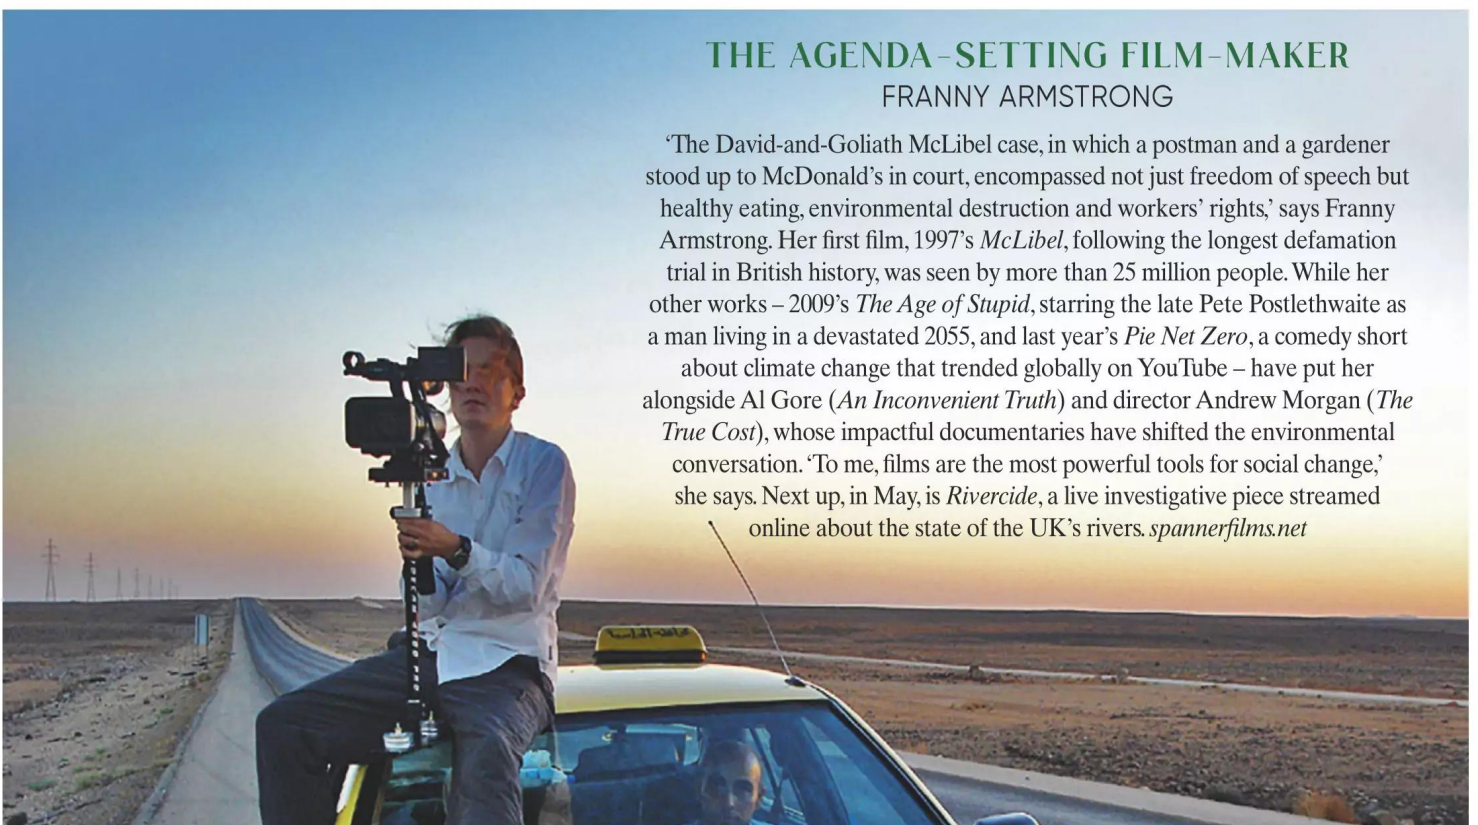 THE AGENDA-SETTING FILM-MAKER
FRANNY ARMSTRONG
‘The David-and-Goliath McLibel case, in which a postman and a gardener
stood up to McDonald’s in court, encompassed not just freedom of speech but
healthy eating, environmental destruction and workers’ rights,’ says Franny
Armstrong. Her first film, 1997’s McLibel, following the longest defamation
trial in British history, was seen by more than 25 million people. While her
other works – 2009’s The Age of Stupid, starring the late Pete Postlethwaite as
a man living in a devastated 2055, and last year’s Pie Net Zero, a comedy short
about climate change that trended globally on YouTube – have put her
alongside Al Gore (An Inconvenient Truth) and director Andrew Morgan (The
True Cost), whose impactful documentaries have shifted the environmental
conversation. ‘To me, films are the most powerful tools for social change,’
she says. Next up, in May, is Rivercide, a live investigative piece streamed
online about the state of the UK’s rivers. spannerfilms.net